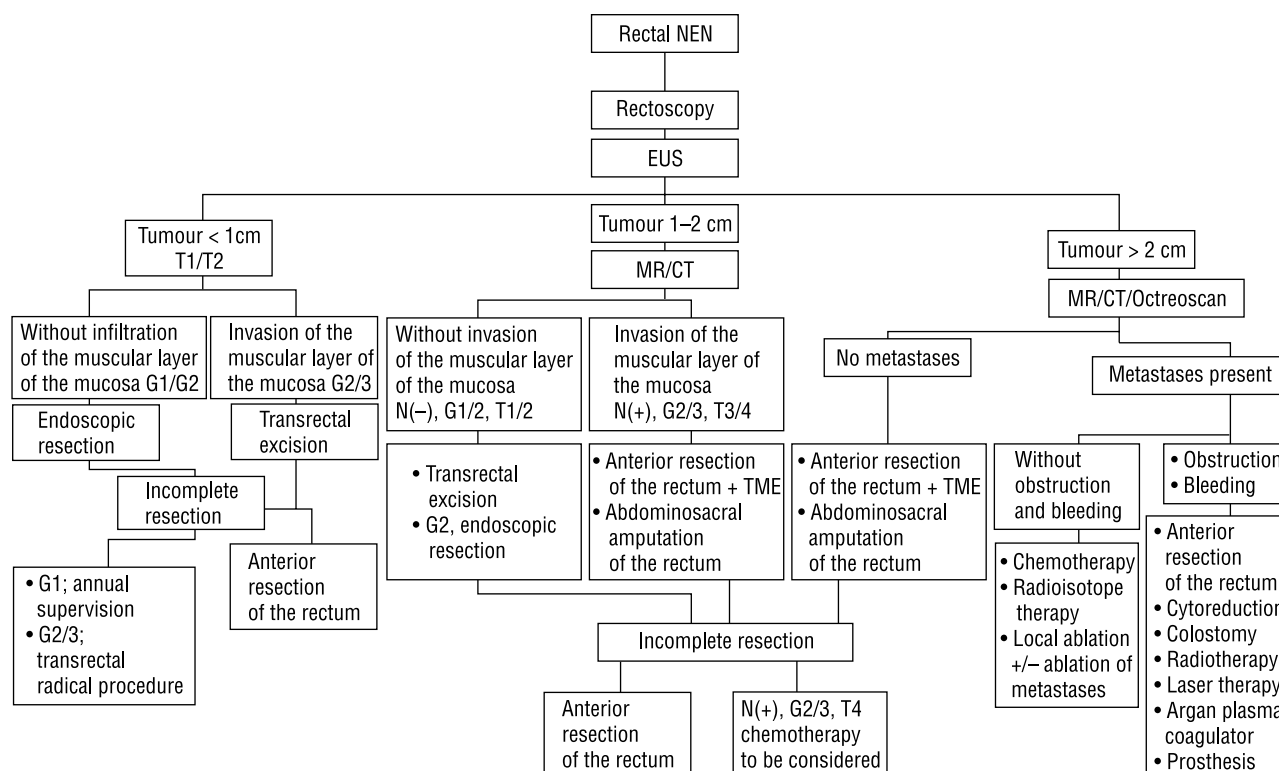 Rectal NEN
Rectoscopy
EUS
Tumour < 1cm
T1/T2
Tumour 1–2 cm
MR/CT
Tumour > 2 cm
MR/CT/Octreoscan
Without infiltration
of the muscular layer
of the mucosa G1/G2
Invasion of the
muscular layer of
the mucosa G2/3
Without invasion
of the muscular layer
of the mucosa
N(–), G1/2, T1/2
Invasion of the
muscular layer of
the mucosa
N(+), G2/3, T3/4
No metastases
Metastases present
Endoscopic
resection
Transrectal
excision
Incomplete
resection
• G1; annual
supervision
• G2/3;
transrectal
radical procedure
Anterior
resection
of the rectum
• Transrectal
excision
• G2, endoscopic
resection
• Anterior resection
of the rectum + TME
• Abdominosacral
amputation
of the rectum
• Anterior resection
of the rectum + TME
• Abdominosacral
amputation
of the rectum
Incomplete resection
Anterior
resection
of the rectum
N(+), G2/3, T4
chemotherapy
to be considered
Without
obstruction
and bleeding
• Chemotherapy
• Radioisotope
therapy
• Local ablation
+/– ablation of
metastases
• Obstruction
• Bleeding
• Anterior
resection
of the rectum
• Cytoreduction
• Colostomy
• Radiotherapy
• Laser therapy
• Argan plasma
coagulator
• Prosthesis